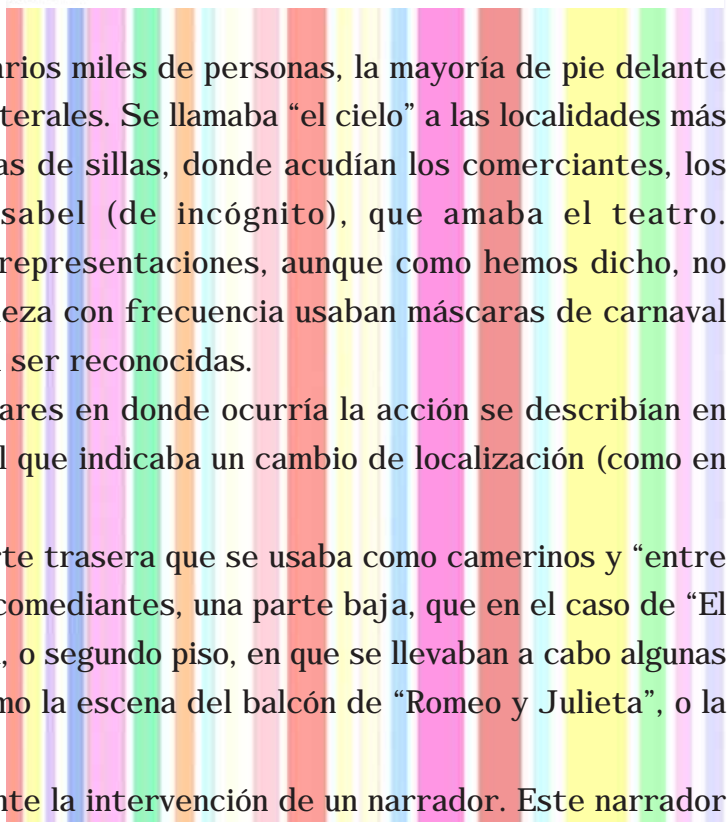 arios miles de personas, la mayoría de pie delante
terales. Se llamaba “el cielo” a las localidades más
as de sillas, donde acudían los comerciantes, los
sabel (de incógnito), que amaba el teatro.
representaciones, aunque como hemos dicho, no
eza con frecuencia usaban máscaras de carnaval
ser reconocidas.
ares en donde ocurría la acción se describían en
l que indicaba un cambio de localización (como en
rte trasera que se usaba como camerinos y “entre
comediantes, una parte baja, que en el caso de “El
, o segundo piso, en que se llevaban a cabo algunas
mo la escena del balcón de “Romeo y Julieta”, o la
nte la intervención de un narrador. Este narrador